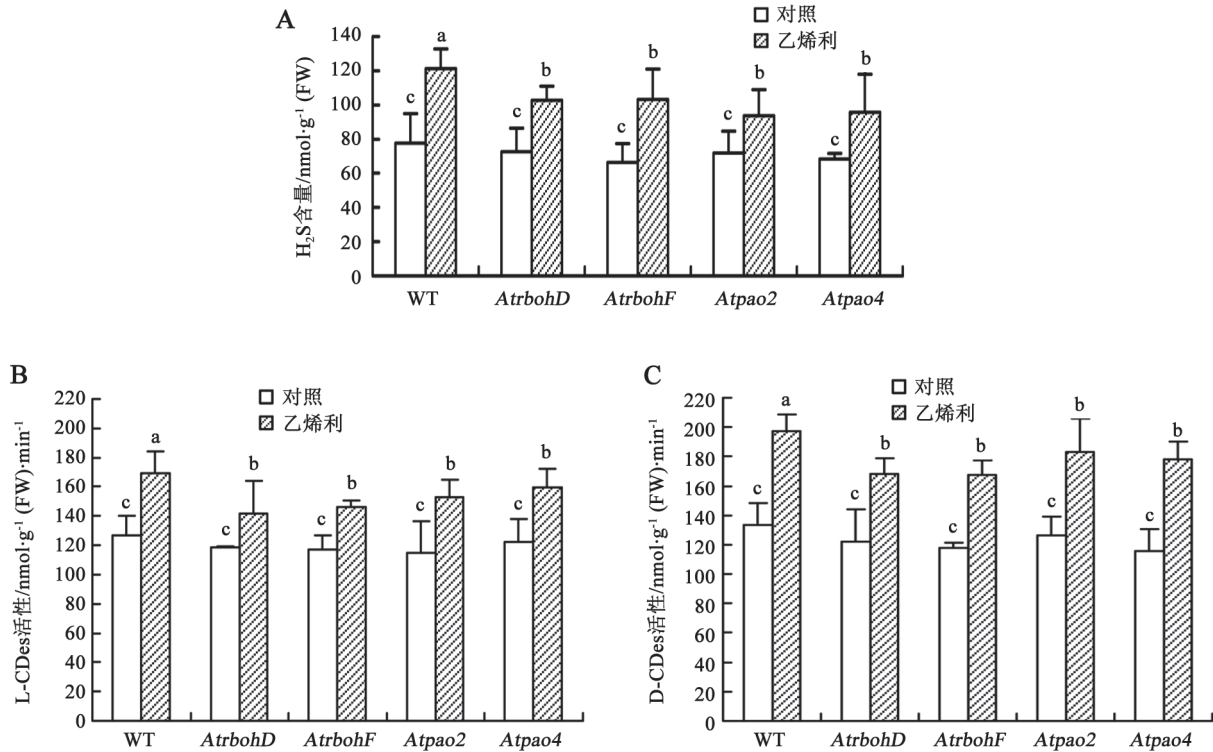 A
对照
乙烯利
H₂S含量/nmol·g⁻¹ (FW)
140
120
100
80
60
40
20
0
c a c b c b c b c b
WT AtrbohD AtrbohF Atpao2 Atpao4
B
对照
乙烯利
L-CDes活性/nmol·g⁻¹ (FW)·min⁻¹
220
200
180
160
140
120
100
80
60
40
20
0
c a c b c b c b c b
WT AtrbohD AtrbohF Atpao2 Atpao4
C
对照
乙烯利
D-CDes活性/nmol·g⁻¹ (FW)·min⁻¹
220
200
180
160
140
120
100
80
60
40
20
0
c a c b c b c b c b
WT AtrbohD AtrbohF Atpao2 Atpao4